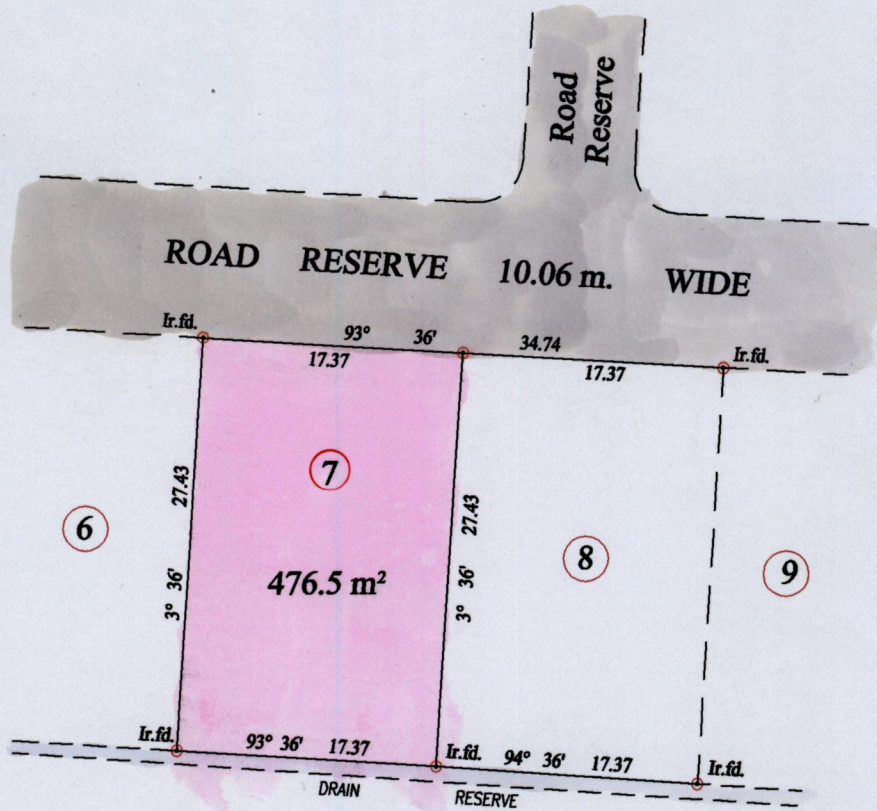 Road
Reserve
ROAD RESERVE 10.06 m. WIDE
Ir.fd. 93° 36' 34.74 Ir.fd.
17.37 17.37
7
27.43 27.43
6 8 9
3° 36' 476.5 m² 3° 36'
Ir.fd. 93° 36' 17.37 Ir.fd. 94° 36' 17.37 Ir.fd.
DRAIN RESERVE